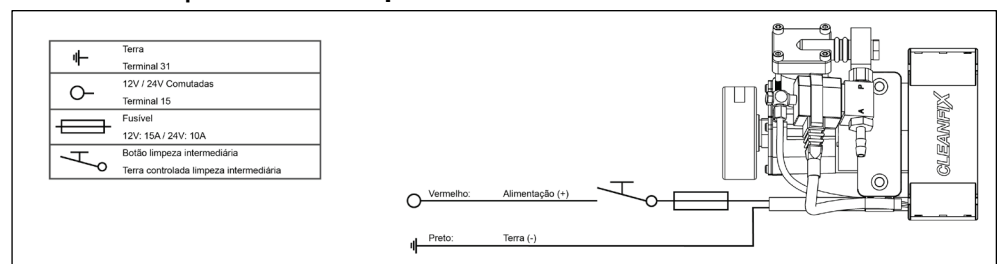 Terra
Terminal 31
12V / 24V Comutadas
Terminal 15
Fusível
12V: 15A / 24V: 10A
Botão limpeza intermediária
Terra controlada limpeza intermediária
Vermelho: Alimentação (+)
Preto: Terra (-)
P
A
CLEANFIX